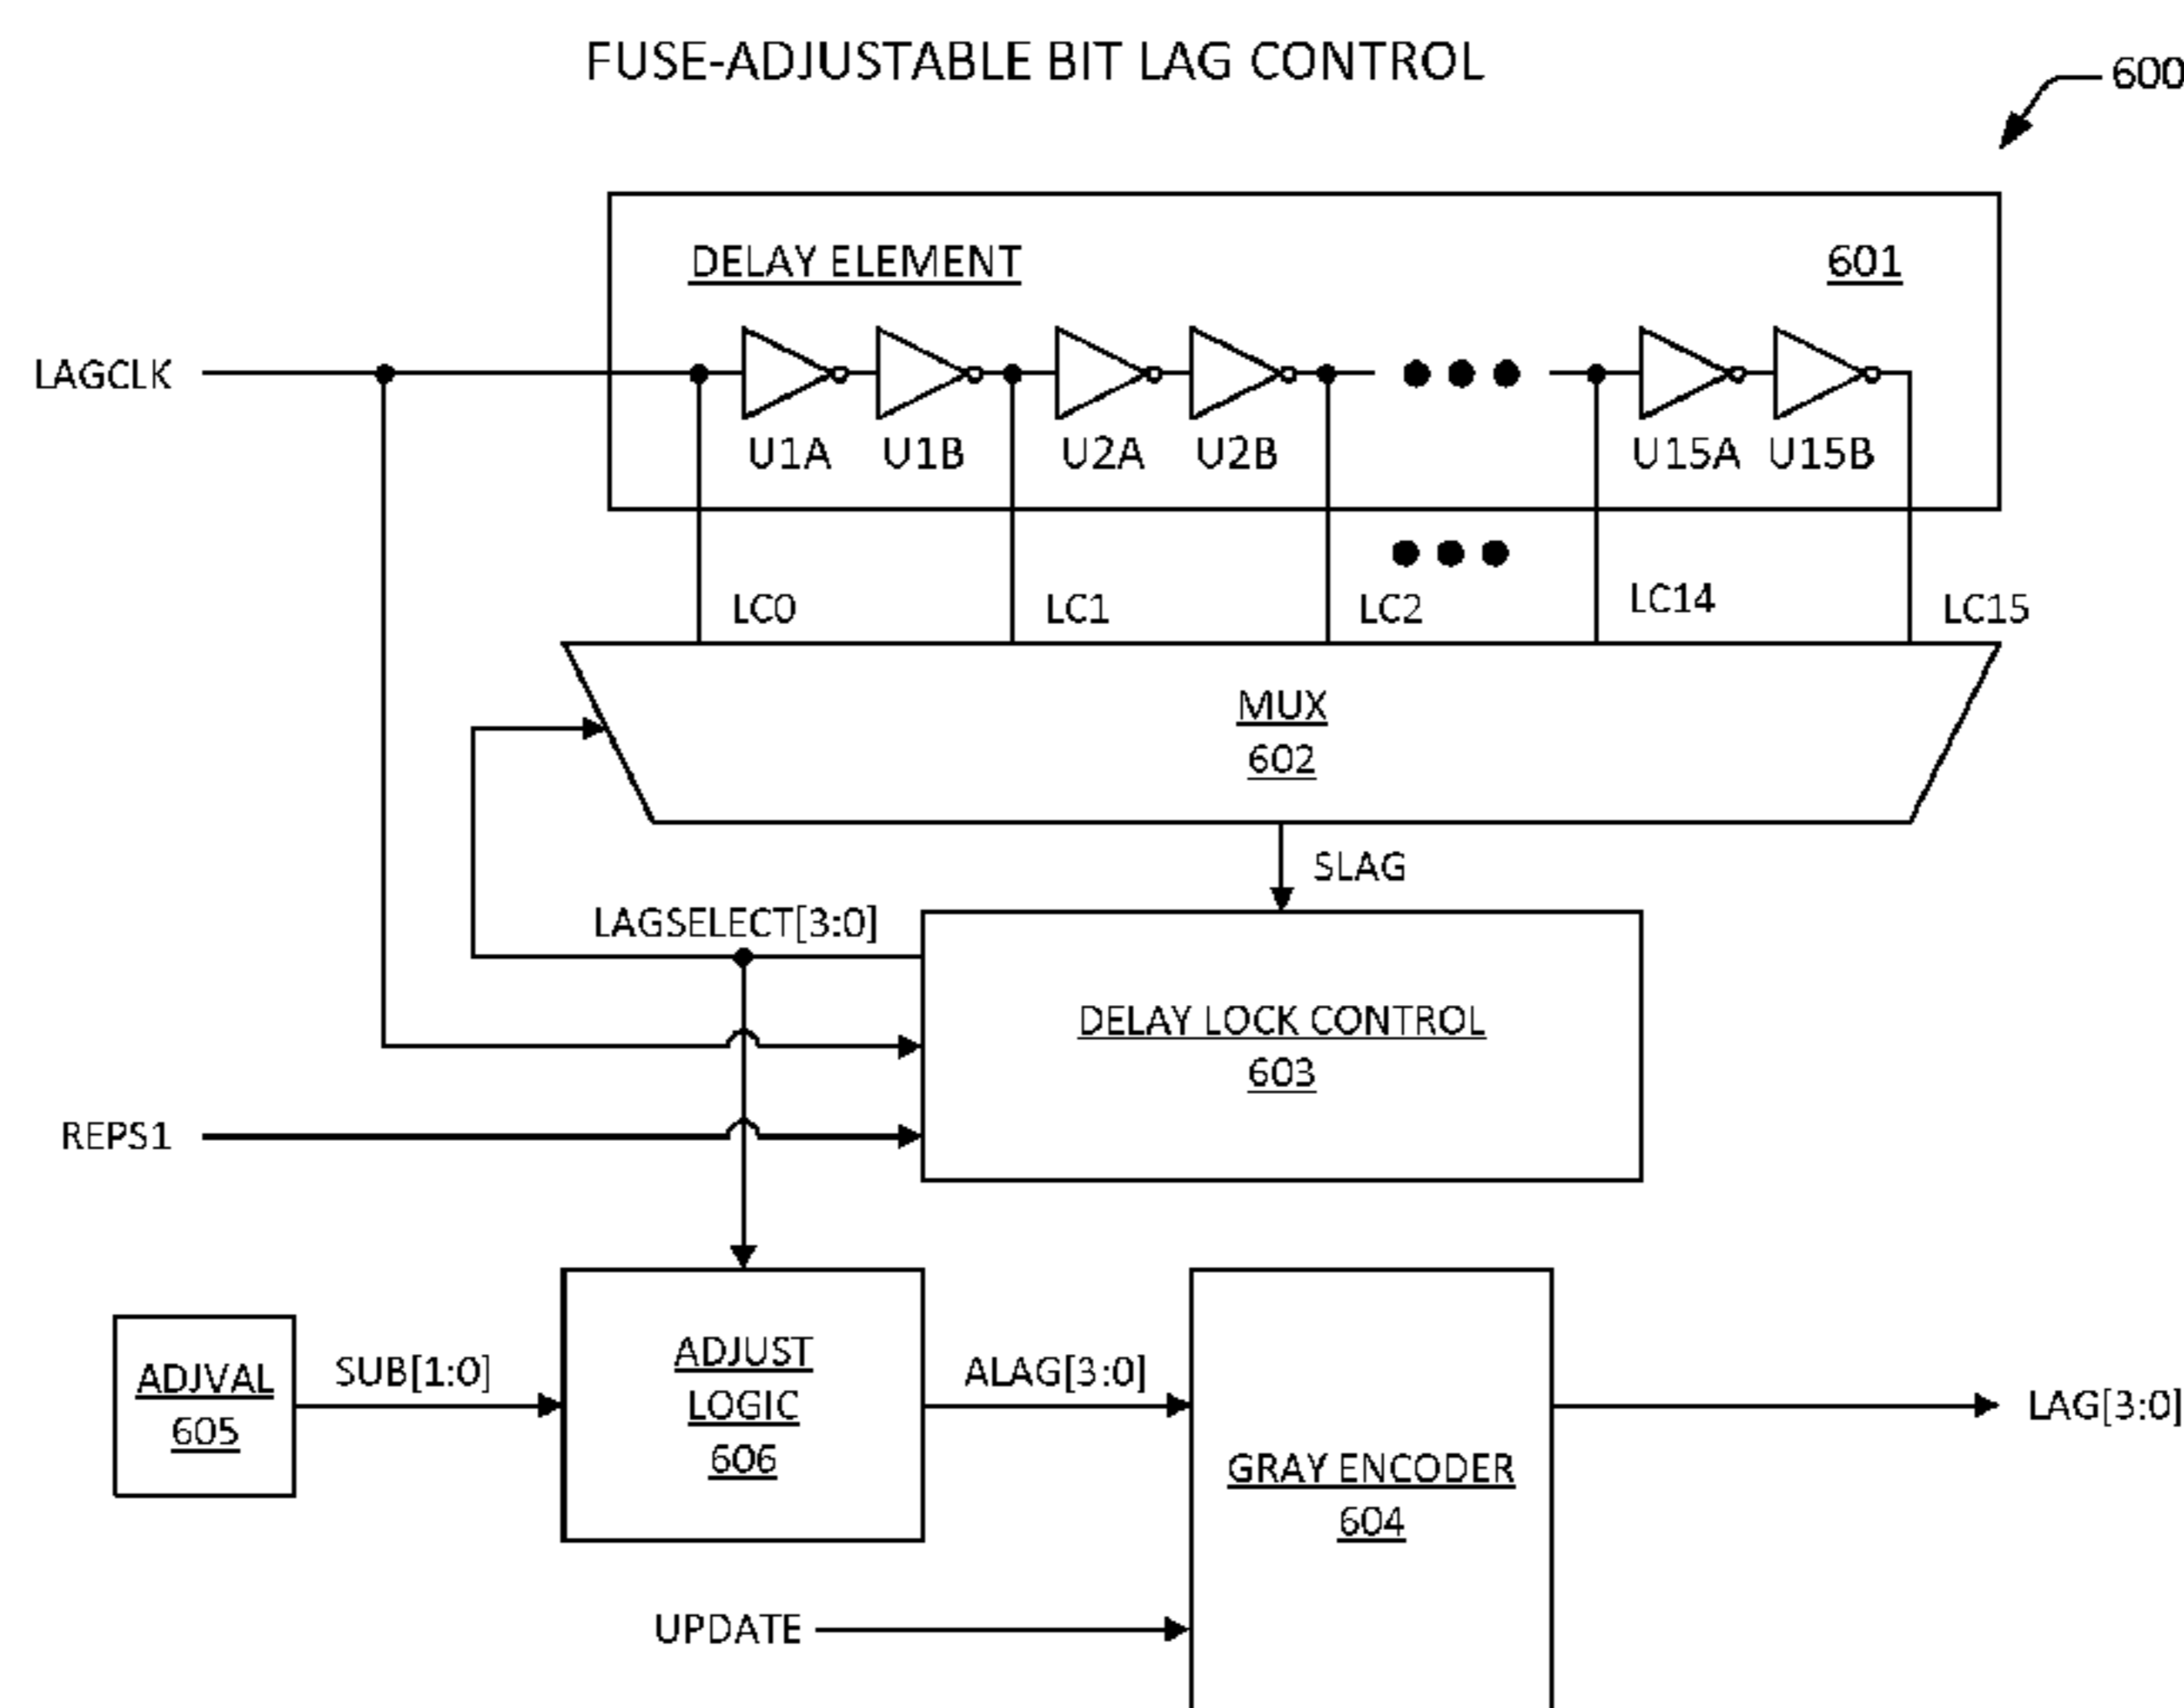 FUSE-ADJUSTABLE BIT LAG CONTROL
600
DELAY ELEMENT
601
LAGCLK
U1A
U1B
U2A
U2B
U15A
U15B
LC0
LC1
LC2
LC14
LC15
MUX
602
SLAG
LAGSELECT[3:0]
DELAY LOCK CONTROL
603
REPS1
ADJVAL
605
SUB[1:0]
ADJUST
LOGIC
606
ALAG[3:0]
GRAY ENCODER
604
LAG[3:0]
UPDATE